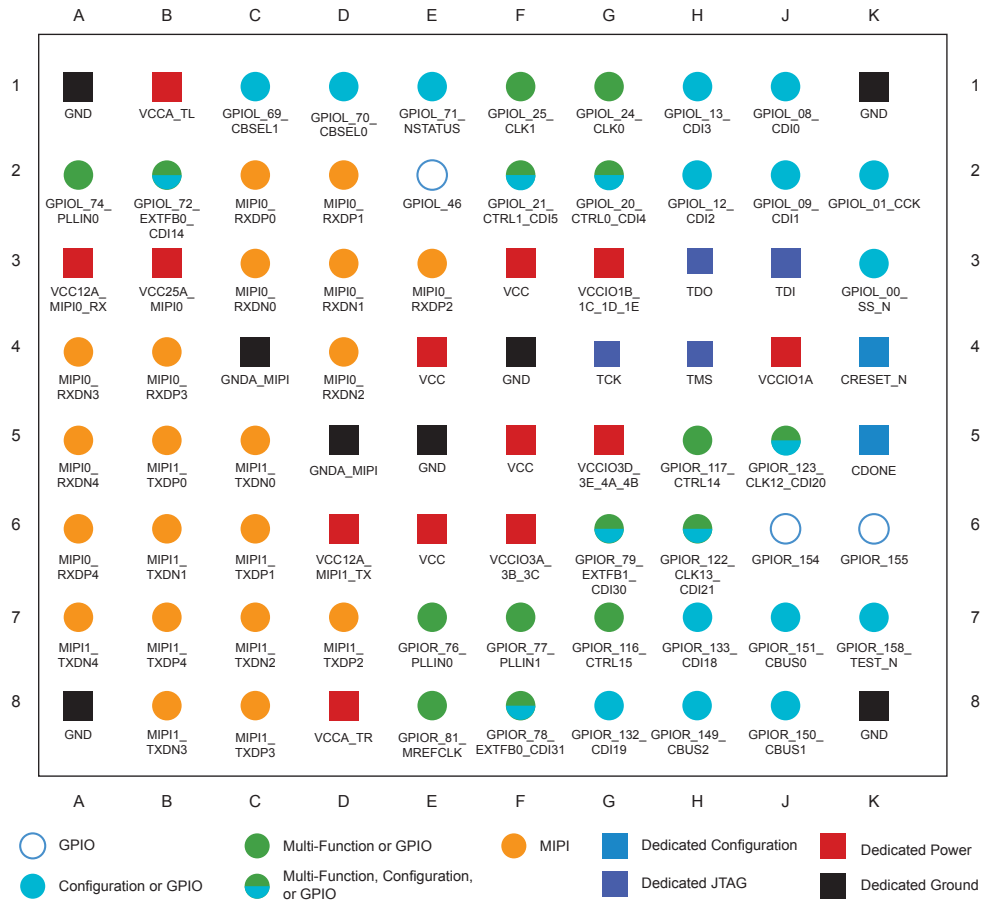 A B C D E F G H J K
1 1
GND VCCA_TL GPIOL_69_ GPIOL_70_ GPIOL_71_ GPIOL_25_ GPIOL_24_ GPIOL_13_ GPIOL_08_ GND
CBSEL1 CBSEL0 NSTATUS CLK1 CLK0 CDI3 CDI0
2 2
GPIOL_74_ GPIOL_72_ MIPI0_ MIPI0_ GPIOL_46 GPIOL_21_ GPIOL_20_ GPIOL_12_ GPIOL_09_ GPIOL_01_CCK
PLLIN0 EXTFB0_ RXDP0 RXDP1 CTRL1_CDI5 CTRL0_CDI4 CDI2 CDI1
CDI14
3 3
VCC12A_ VCC25A_ MIPI0_ MIPI0_ MIPI0_ VCC VCCIO1B_ TDO TDI GPIOL_00_
MIPI0_RX MIPI0 RXDN0 RXDN1 RXDP2 1C_1D_1E SS_N
4 4
MIPI0_ MIPI0_ GNDA_MIPI MIPI0_ VCC GND TCK TMS VCCIO1A CRESET_N
RXDN3 RXDP3 RXDN2
5 5
MIPI0_ MIPI1_ MIPI1_ GNDA_MIPI GND VCC VCCIO3D_ GPIOR_117_ GPIOR_123_ CDONE
RXDN4 TXDP0 TXDN0 3E_4A_4B CTRL14 CLK12_CDI20
6 6
MIPI0_ MIPI1_ MIPI1_ VCC12A_ VCC VCCIO3A_ GPIOR_79_ GPIOR_122_ GPIOR_154 GPIOR_155
RXDP4 TXDN1 TXDP1 MIPI1_TX 3B_3C EXTFB1_ CLK13_
CDI30 CDI21
7 7
MIPI1_ MIPI1_ MIPI1_ MIPI1_ GPIOR_76_ GPIOR_77_ GPIOR_116_ GPIOR_133_ GPIOR_151_ GPIOR_158_
TXDN4 TXDP4 TXDN2 TXDP2 PLLIN0 PLLIN1 CTRL15 CDI18 CBUS0 TEST_N
8 8
GND MIPI1_ MIPI1_ VCCA_TR GPIOR_81_ GPIOR_78_ GPIOR_132_ GPIOR_149_ GPIOR_150_ GND
TXDN3 TXDP3 MREFCLK EXTFB0_CDI31 CDI19 CBUS2 CBUS1
A B C D E F G H J K
GPIO Multi-Function or GPIO MIPI Dedicated Configuration Dedicated Power
Configuration or GPIO Multi-Function, Configuration, Dedicated JTAG Dedicated Ground
or GPIO